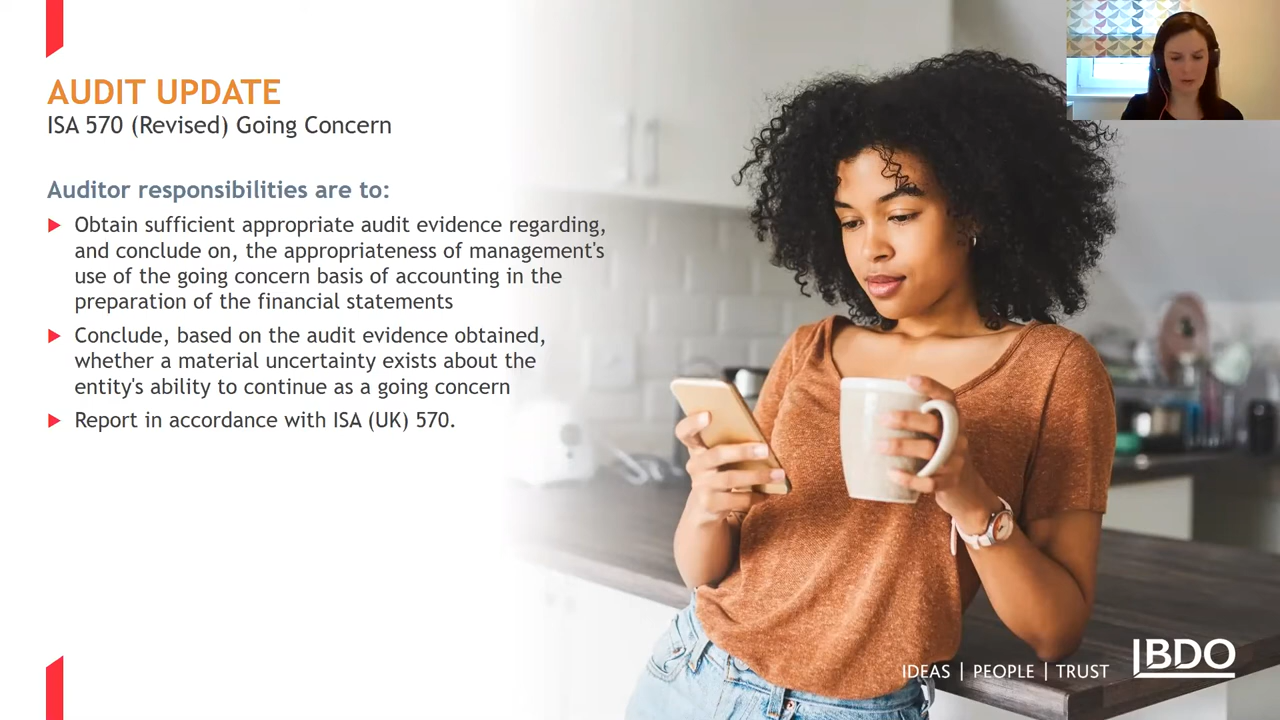 AUDIT UPDATE
ISA 570 (Revised) Going Concern
Auditor responsibilities are to:
Obtain sufficient appropriate audit evidence regarding,
and conclude on, the appropriateness of management's
use of the going concern basis of accounting in the
preparation of the financial statements
Conclude, based on the audit evidence obtained,
whether a material uncertainty exists about the
entity's ability to continue as a going concern
Report in accordance with ISA (UK) 570.
IDEAS | PEOPLE | TRUST
BDO